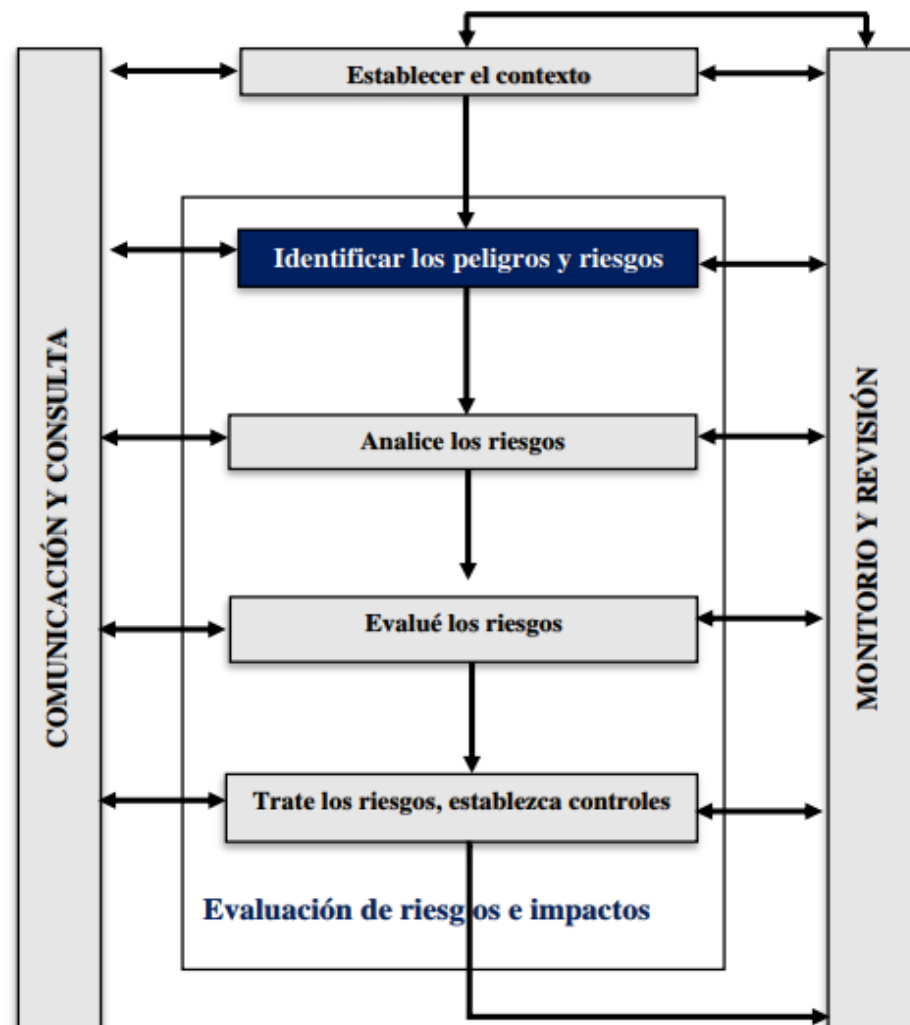 Establecer el contexto
Identificar los peligros y riesgos
Analice los riesgos
Evalué los riesgos
Trate los riesgos, establezca controles
Evaluación de riesgios e impactos
COMUNICACIÓN Y CONSULTA
MONITORIO Y REVISIÓN